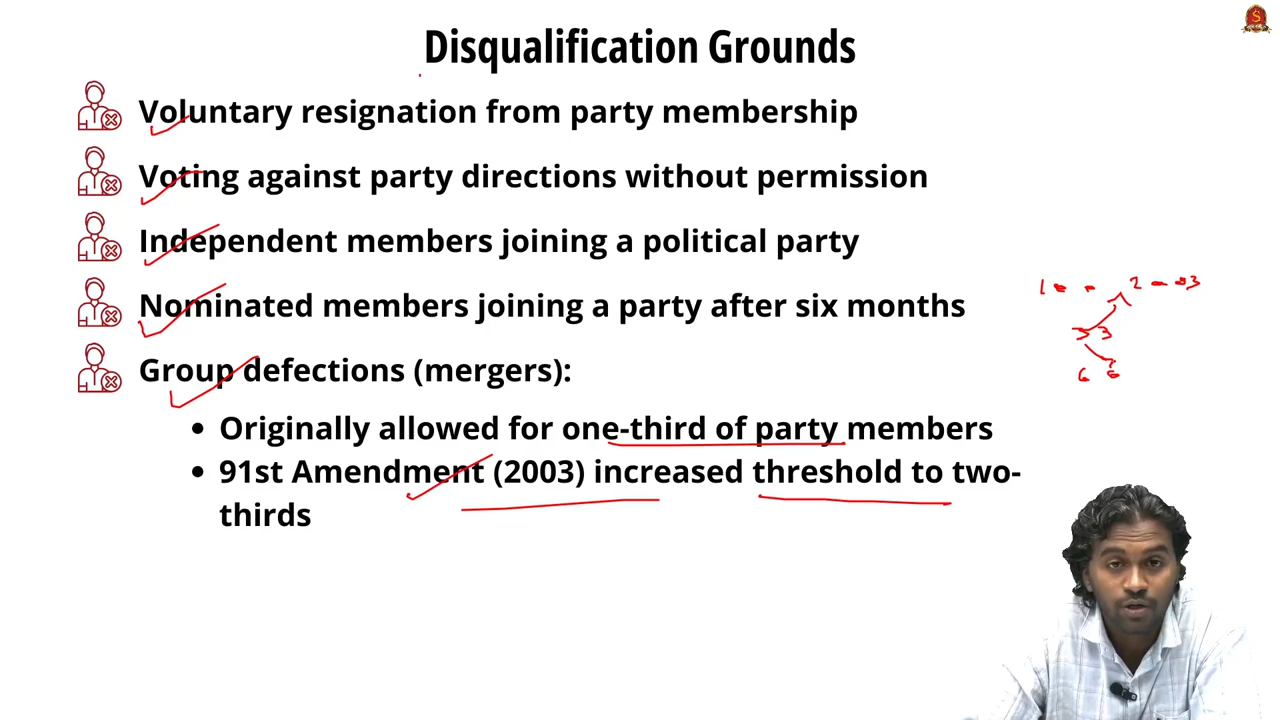 Disqualification Grounds
Voluntary resignation from party membership
Voting against party directions without permission
Independent members joining a political party
Nominated members joining a party after six months
Group defections (mergers):
• Originally allowed for one-third of party members
• 91st Amendment (2003) increased threshold to two-
thirds